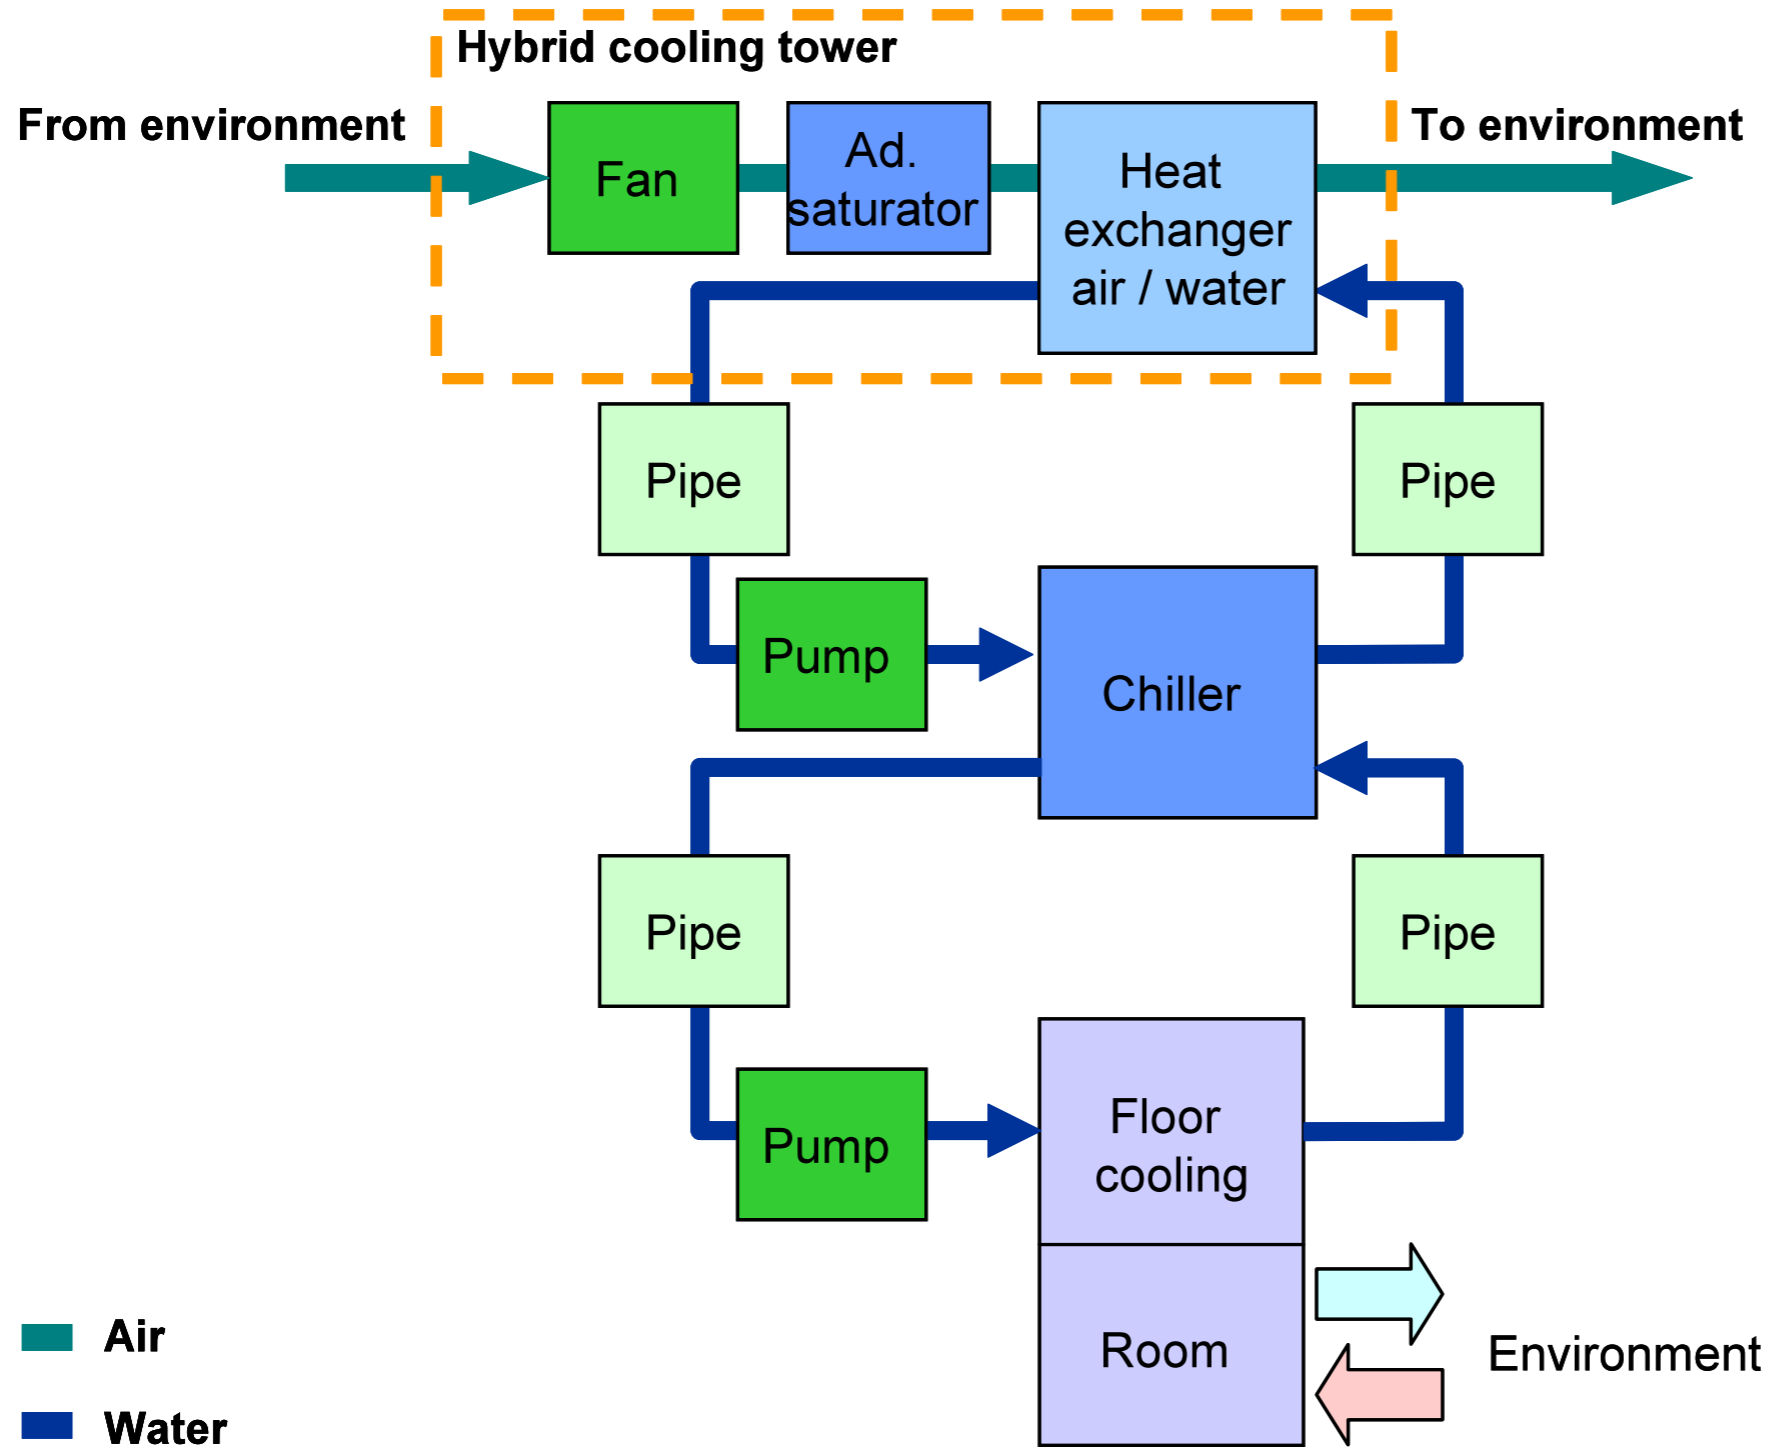 Hybrid cooling tower
From environment
To environment
Fan
Ad.
saturator
Heat
exchanger
air / water
Pipe
Pipe
Pump
Chiller
Pipe
Pipe
Pump
Floor
cooling
Room
Environment
Air
Water